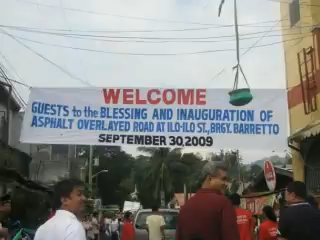 WELCOME
GUESTS to the BLESSING AND INAUGURATION OF
ASPHALT OVERLAYED ROAD AT ILO-ILO ST., BRGY. BARRETTO
SEPTEMBER 30, 2009